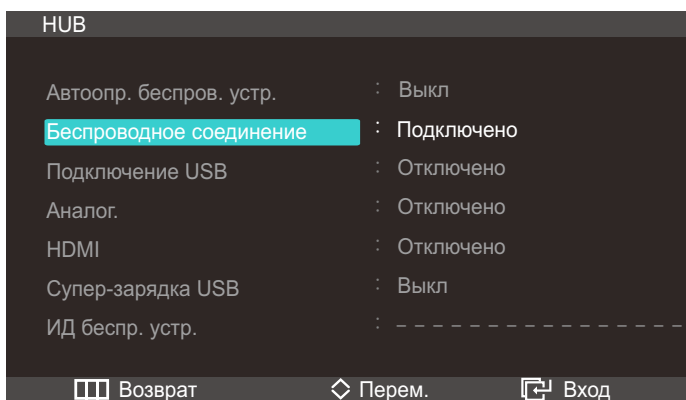 HUB
Автоопр. беспров. устр. : Выкл
Беспроводное соединение : Подключено
Подключение USB : Отключено
Аналог. : Отключено
HDMI : Отключено
Супер-зарядка USB : Выкл
ИД беспр. устр. : – – – – – – – – – – – – – – – –
Возврат Перем. Вход